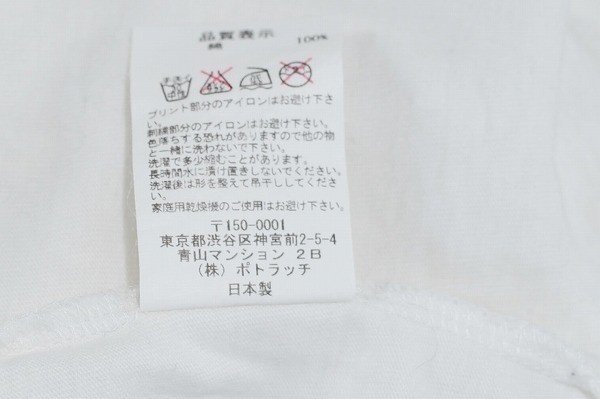 品質表示
綿 100%
プリント部分のアイロンはお避け下さ
い。
刺繍部分のアイロンはお避け下さい。
色落ちする恐れがありますので他の物
と一緒に洗わないで下さい。
洗濯で多少縮むことがあります。
長時間水に漬け置きしないでください。
洗濯後は形を整えて吊干ししてくださ
い。
家庭用乾燥機のご使用はお避け下さい。
〒150-0001
東京都渋谷区神宮前2-5-4
青山マンション 2B
(株) ポトラッチ
日本製